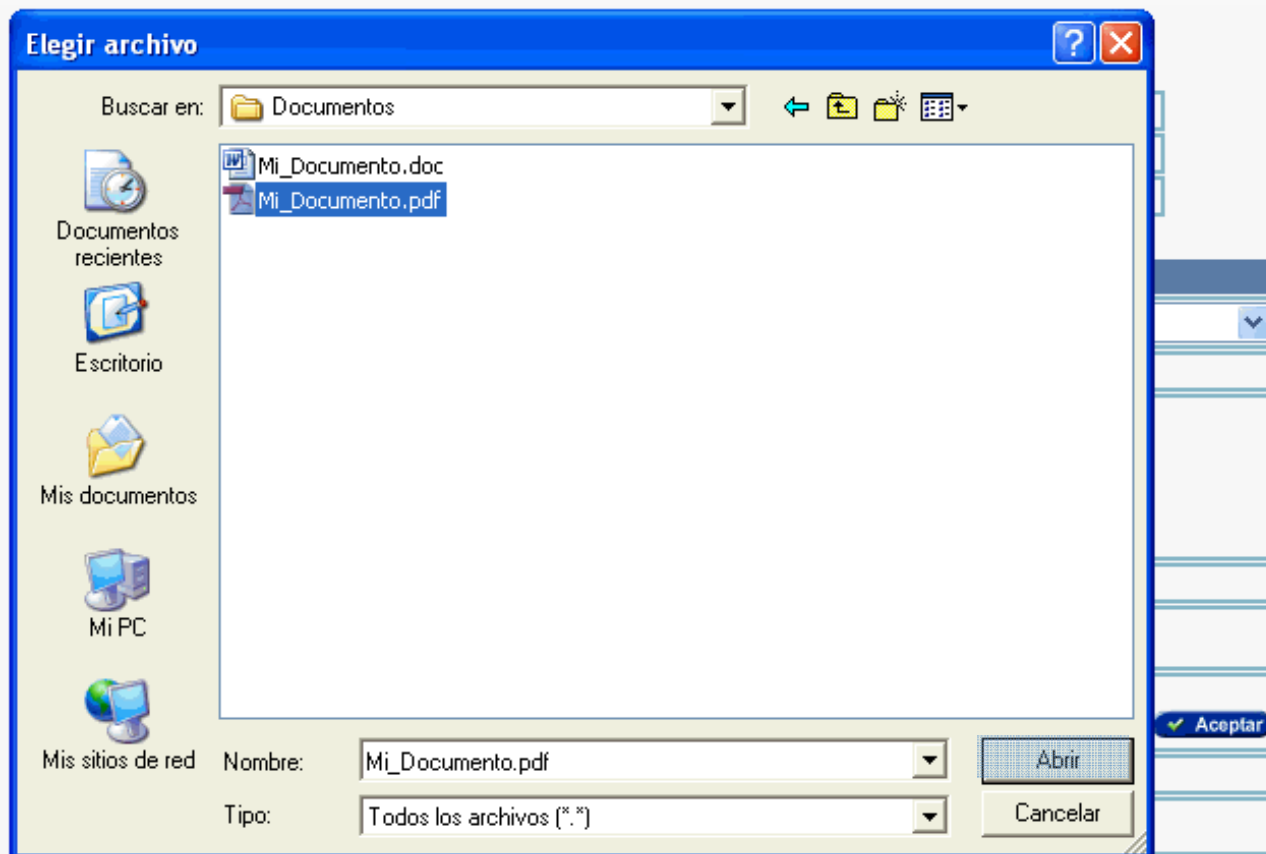 Elegir archivo
Buscar en: Documentos
Mi_Documento.doc
Mi_Documento.pdf
Documentos
recientes
Escritorio
Mis documentos
Mi PC
Mis sitios de red
Nombre: Mi_Documento.pdf Abrir
Tipo: Todos los archivos (*.*) Cancelar
Aceptar